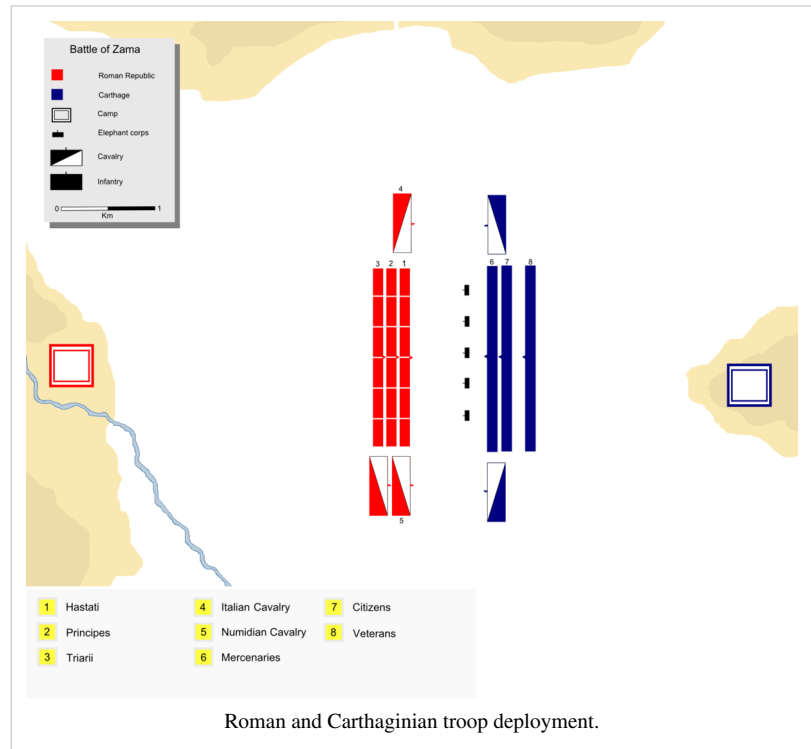 Battle of Zama
Roman Republic
Carthage
Camp
Elephant corps
Cavalry
Infantry
0 1
Km
4
3 2 1
6 7 8
5
1 Hastati
2 Principes
3 Triarii
4 Italian Cavalry
5 Numidian Cavalry
6 Mercenaries
7 Citizens
8 Veterans
Roman and Carthaginian troop deployment.